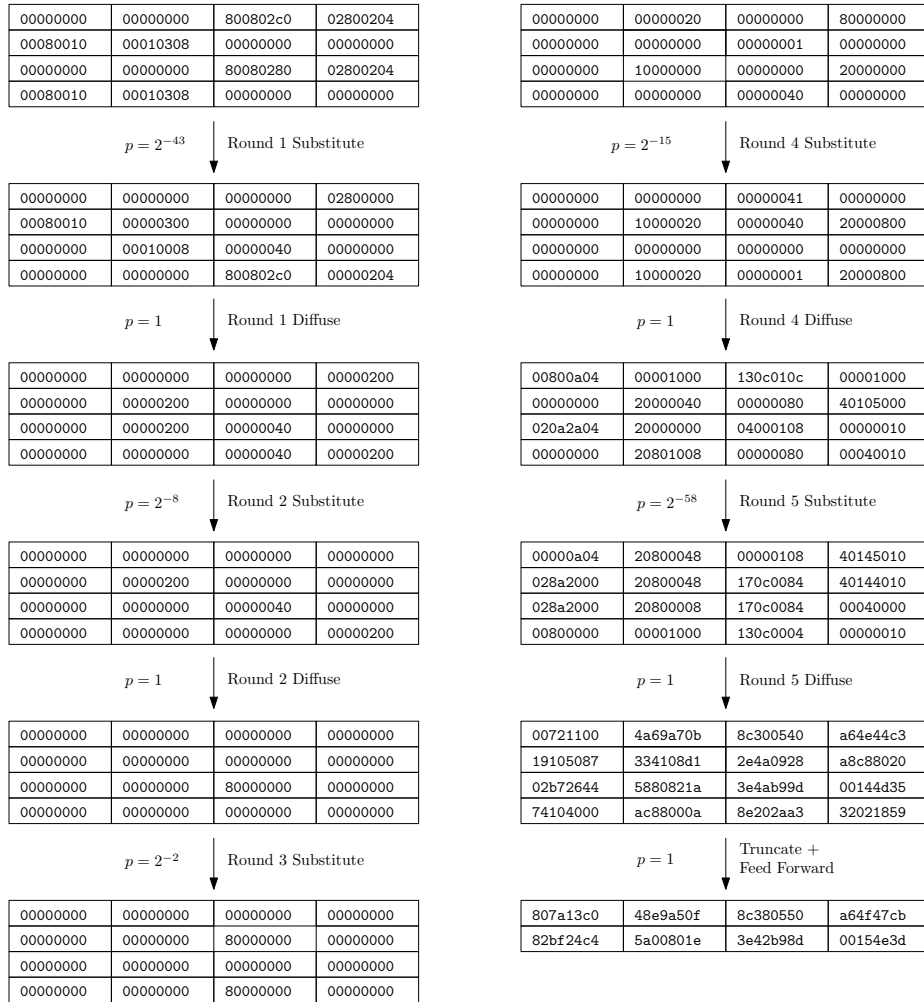 00000000 00000000 800802c0 02800204
00080010 00010308 00000000 00000000
00000000 00000000 80080280 02800204
00080010 00010308 00000000 00000000
p = 2^{-43} Round 1 Substitute
00000000 00000000 00000000 02800000
00080010 00000300 00000000 00000000
00000000 00010008 00000040 00000000
00000000 00000000 800802c0 00000204
p = 1 Round 1 Diffuse
00000000 00000000 00000000 00000200
00000000 00000200 00000000 00000000
00000000 00000200 00000040 00000000
00000000 00000000 00000040 00000200
p = 2^{-8} Round 2 Substitute
00000000 00000000 00000000 00000000
00000000 00000200 00000000 00000000
00000000 00000000 00000040 00000000
00000000 00000000 00000000 00000200
p = 1 Round 2 Diffuse
00000000 00000000 00000000 00000000
00000000 00000000 00000000 00000000
00000000 00000000 80000000 00000000
00000000 00000000 00000000 00000000
p = 2^{-2} Round 3 Substitute
00000000 00000000 00000000 00000000
00000000 00000000 80000000 00000000
00000000 00000000 00000000 00000000
00000000 00000000 80000000 00000000
00000000 00000020 00000000 80000000
00000000 00000000 00000001 00000000
00000000 10000000 00000000 20000000
00000000 00000000 00000040 00000000
p = 2^{-15} Round 4 Substitute
00000000 00000000 00000041 00000000
00000000 10000020 00000040 20000800
00000000 00000000 00000000 00000000
00000000 10000020 00000001 20000800
p = 1 Round 4 Diffuse
00800a04 00001000 130c010c 00001000
00000000 20000040 00000080 40105000
020a2a04 20000000 04000108 00000010
00000000 20801008 00000080 00040010
p = 2^{-58} Round 5 Substitute
00000a04 20800048 00000108 40145010
028a2000 20800048 170c0084 40144010
028a2000 20800008 170c0084 00040000
00800000 00001000 130c0004 00000010
p = 1 Round 5 Diffuse
00721100 4a69a70b 8c300540 a64e44c3
19105087 334108d1 2e4a0928 a8c88020
02b72644 5880821a 3e4ab99d 00144d35
74104000 ac88000a 8e202aa3 32021859
p = 1 Truncate +
Feed Forward
807a13c0 48e9a50f 8c380550 a64f47cb
82bf24c4 5a00801e 3e42b98d 00154e3d